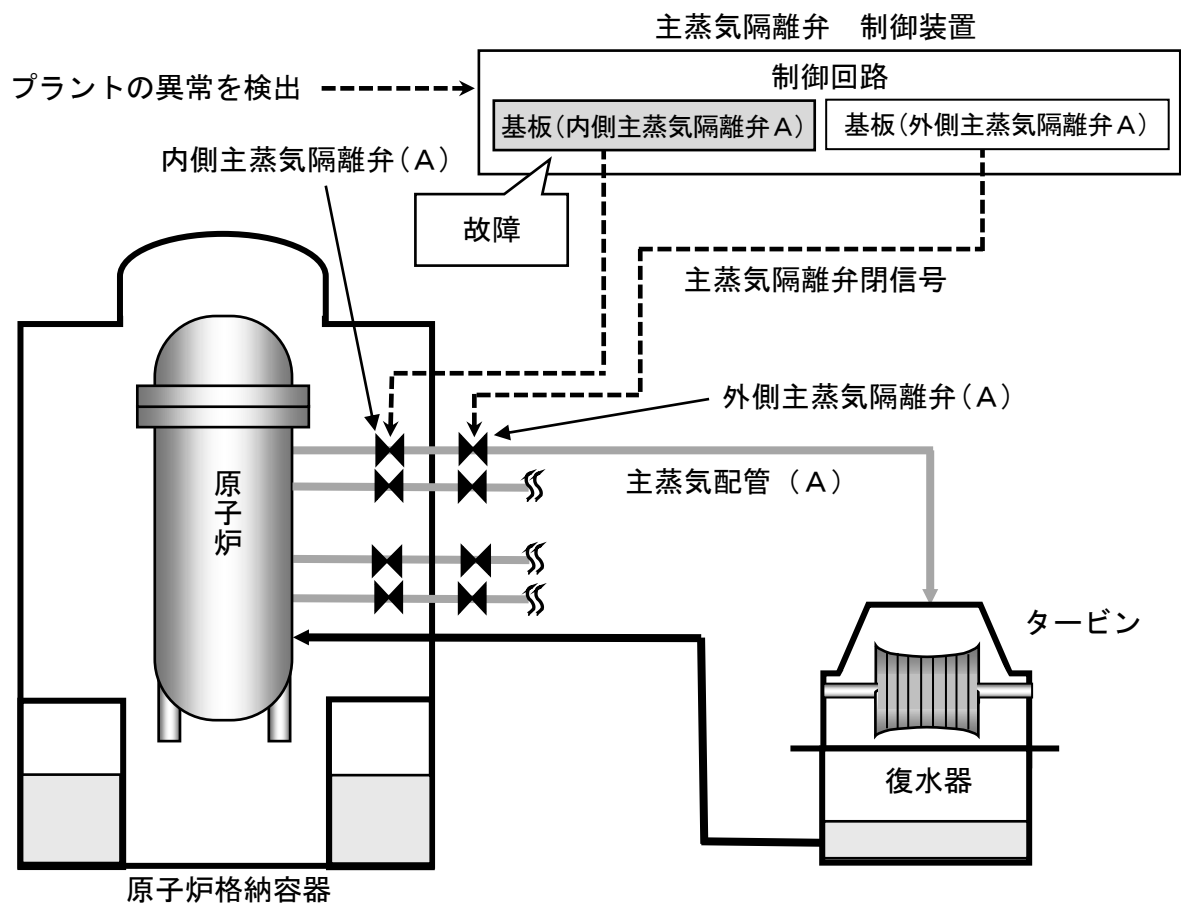 主蒸気隔離弁　制御装置
プラントの異常を検出
制御回路
基板(内側主蒸気隔離弁Ａ)
基板(外側主蒸気隔離弁Ａ)
内側主蒸気隔離弁(Ａ)
故障
主蒸気隔離弁閉信号
外側主蒸気隔離弁(Ａ)
主蒸気配管（Ａ）
原子炉
タービン
復水器
原子炉格納容器